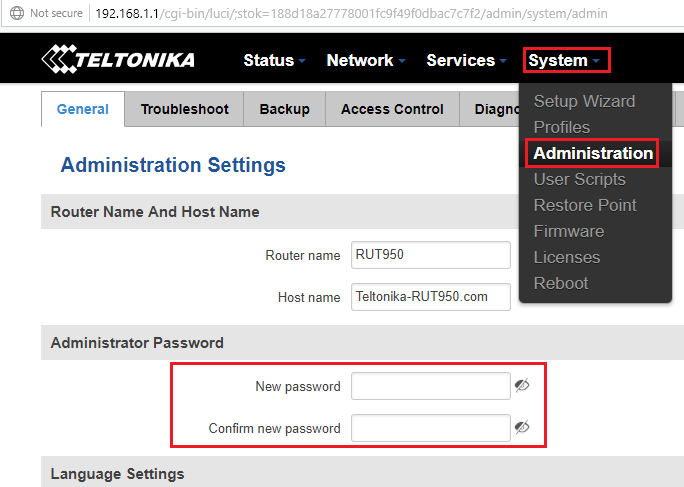 Not secure 192.168.1.1/cgi-bin/luci/;stok=188d18a27778001fc9f49f0dbac7c7f2/admin/system/admin
TELTONIKA Status Network Services System
General Troubleshoot Backup Access Control Diagno
Setup Wizard
Profiles
Administration
User Scripts
Restore Point
Firmware
Licenses
Reboot
Administration Settings
Router Name And Host Name
Router name RUT950
Host name Teltonika-RUT950.com
Administrator Password
New password
Confirm new password
Language Settings